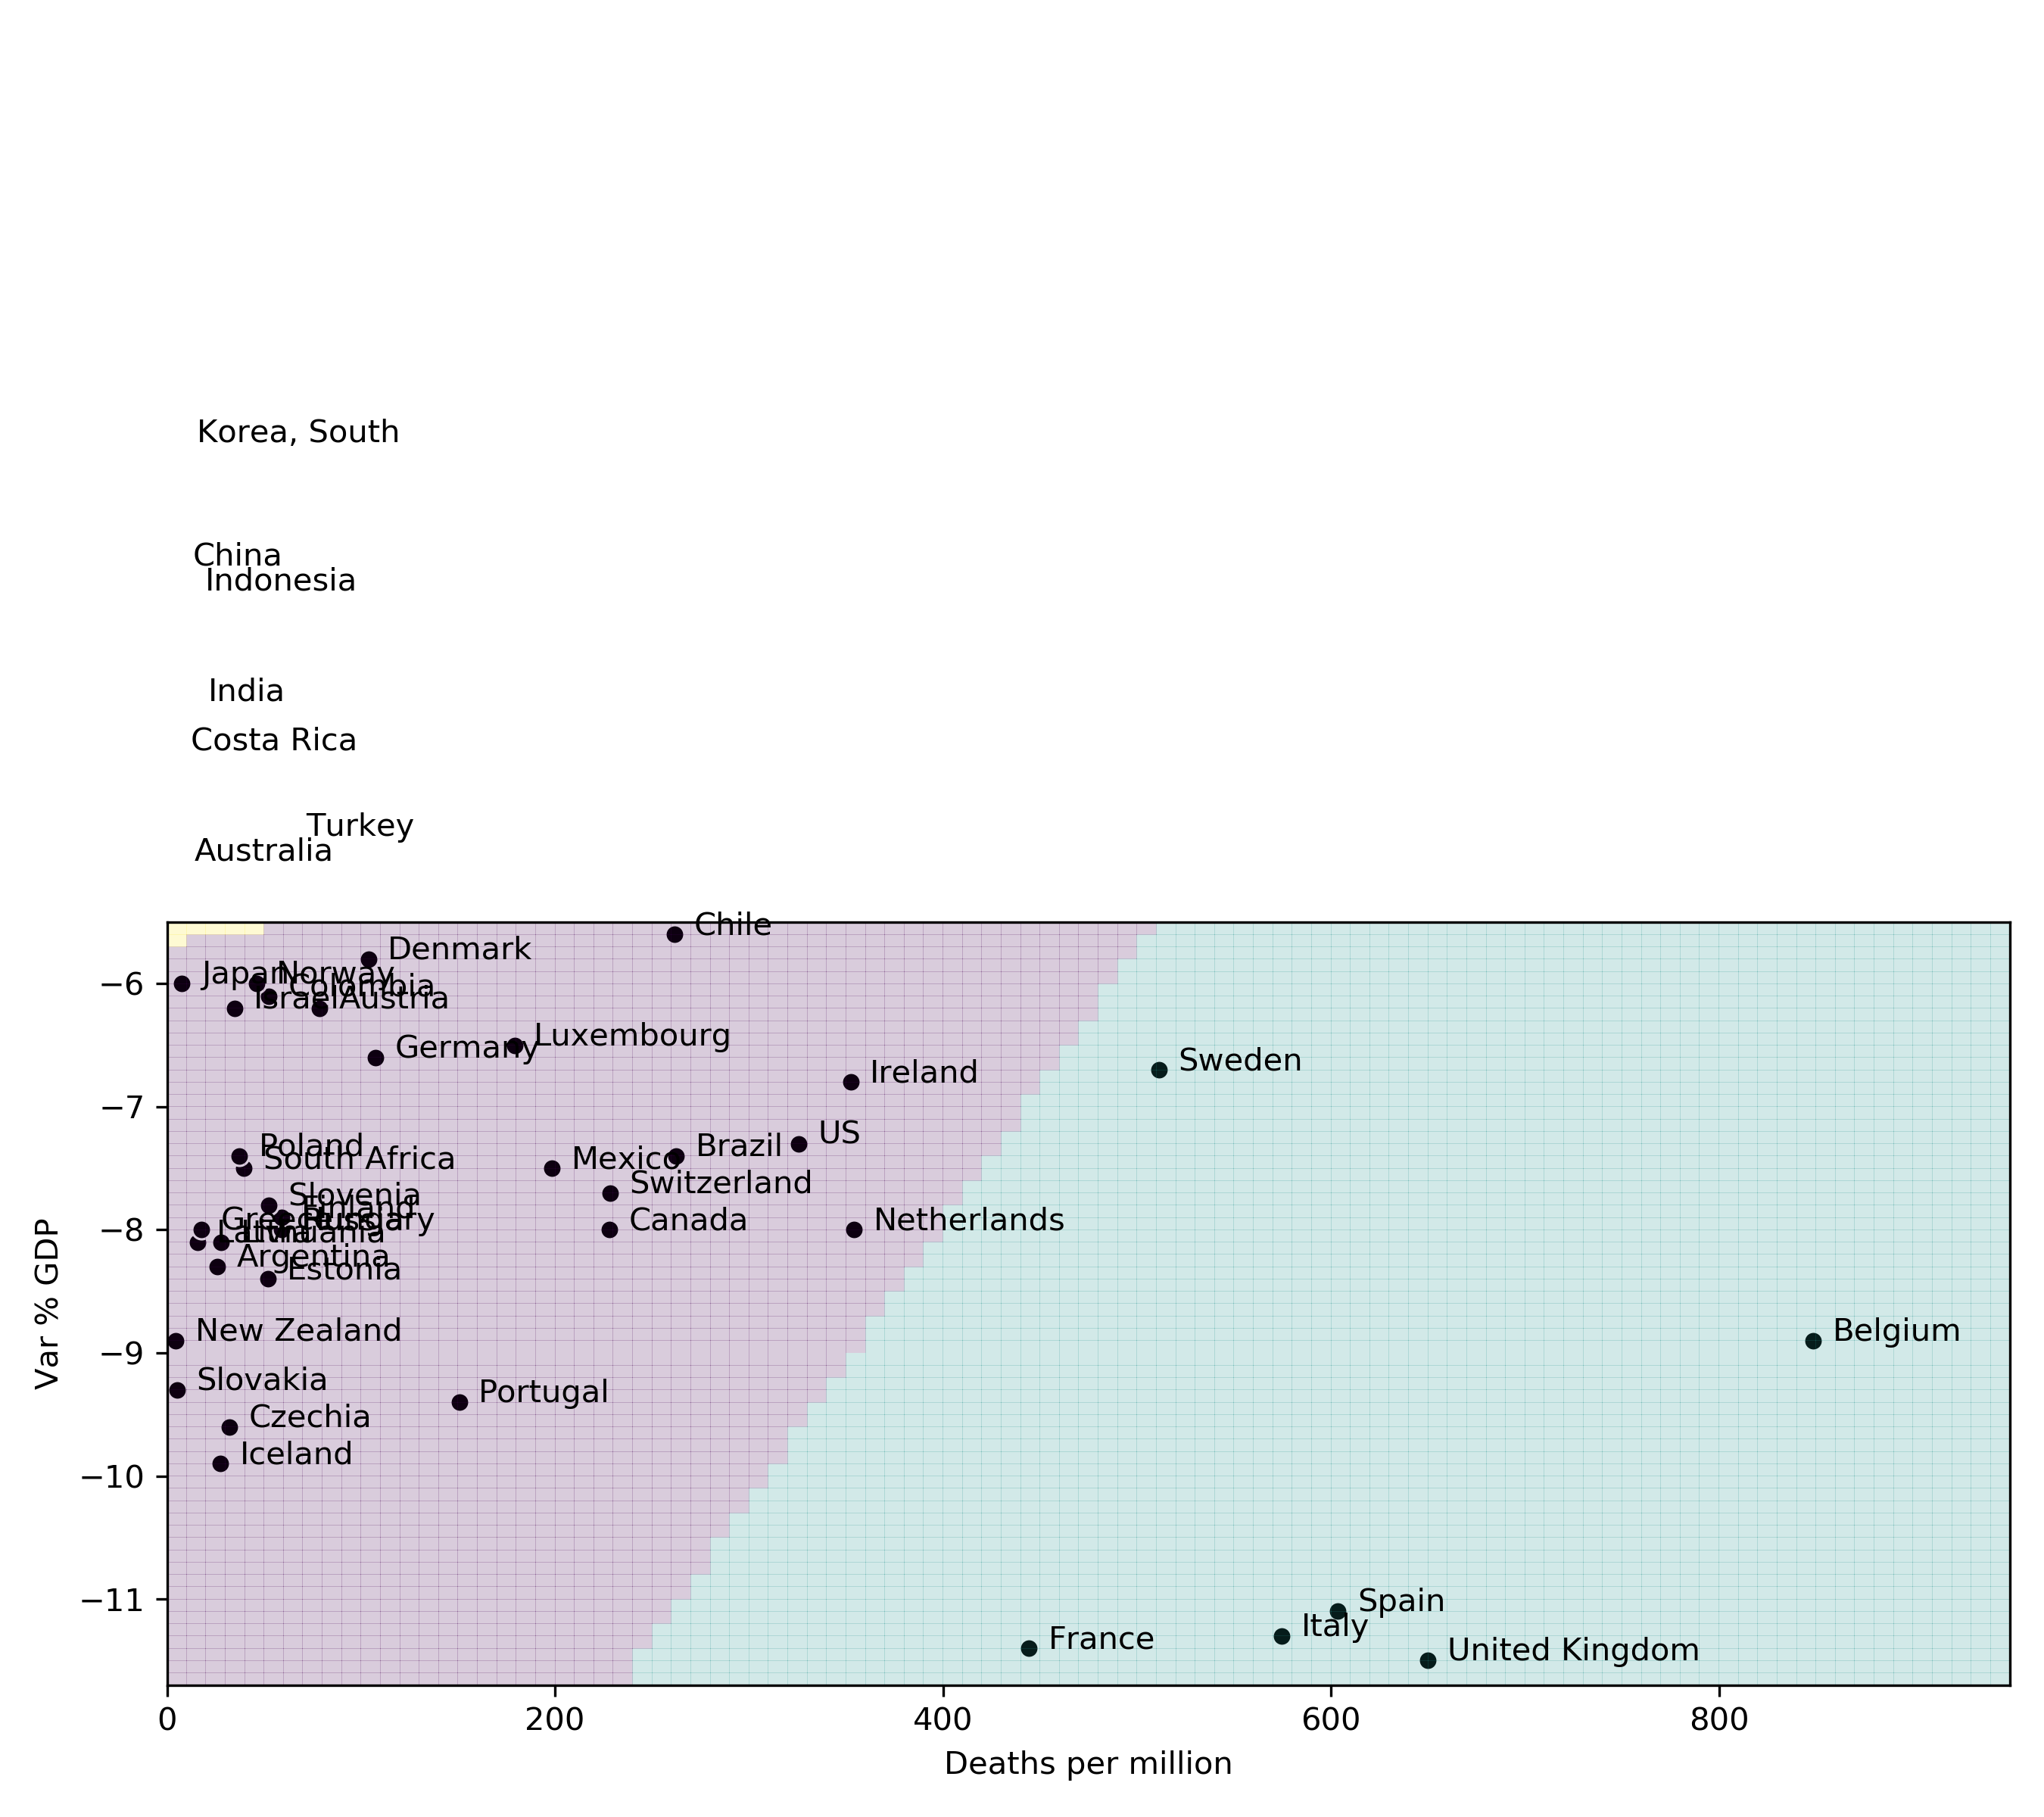 Korea, South
China
Indonesia
India
Costa Rica
Turkey
Australia
Chile
Denmark
Japan
Norway
Colombia
Israel
Austria
Luxembourg
Germany
Sweden
Ireland
US
Poland
Brazil
South Africa
Mexico
Switzerland
Slovenia
Finland
Greece
Hungary
Canada
Netherlands
Latvia
Lithuania
Argentina
Estonia
New Zealand
Belgium
Slovakia
Portugal
Czechia
Iceland
Spain
Italy
France
United Kingdom
−6
−7
−8
−9
−10
−11
Var % GDP
0 200 400 600 800
Deaths per million